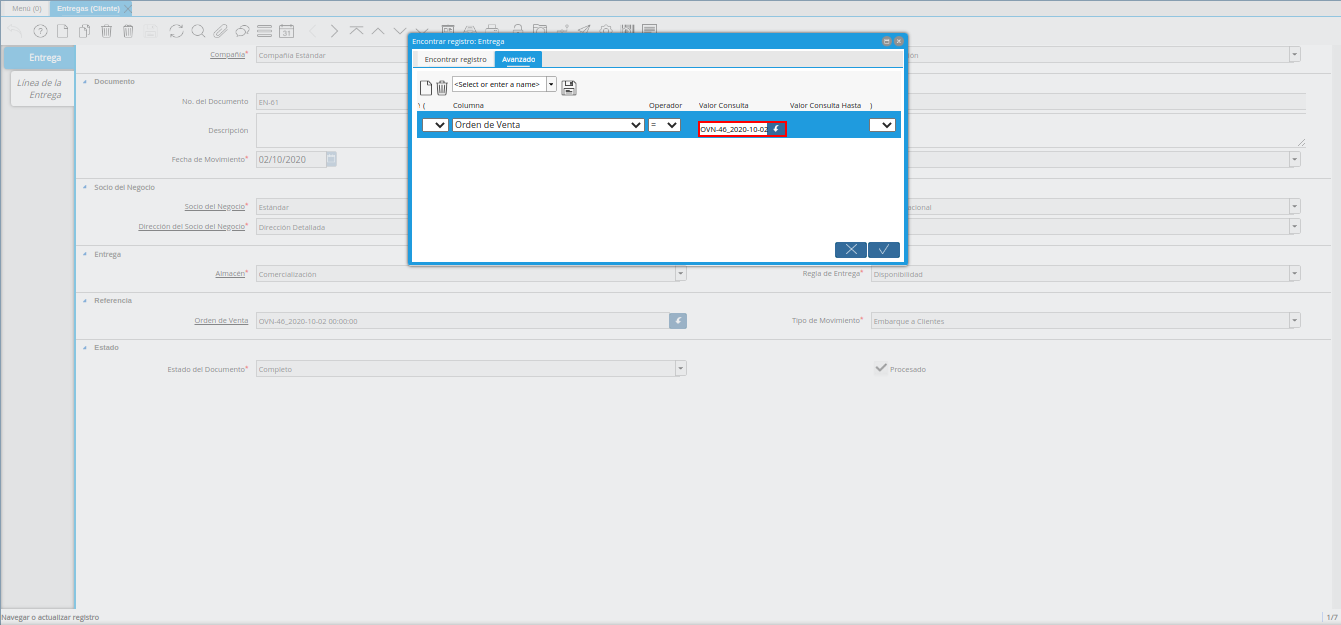 Menú (0)
Entregas (Cliente)
31
Encontrar registro: Entrega
Encontrar registro
Avanzado
<Select or enter a name>
\ (
Columna
Operador
Valor Consulta
Valor Consulta Hasta
)
Orden de Venta
=
OVN-46_2020-10-02
Entrega
Línea de la
Entrega
Compañía*
Compañía Estándar
Documento
No. del Documento
EN-61
Descripción
Fecha de Movimiento*
02/10/2020
Socio del Negocio
Socio del Negocio*
Estándar
Dirección del Socio del Negocio*
Dirección Detallada
Entrega
Almacén*
Comercialización
Regla de Entrega*
Disponibilidad
Referencia
Orden de Venta
OVN-46_2020-10-02 00:00:00
Tipo de Movimiento*
Embarque a Clientes
Estado
Estado del Documento*
Completo
Procesado
Navegar o actualizar registro
1/7